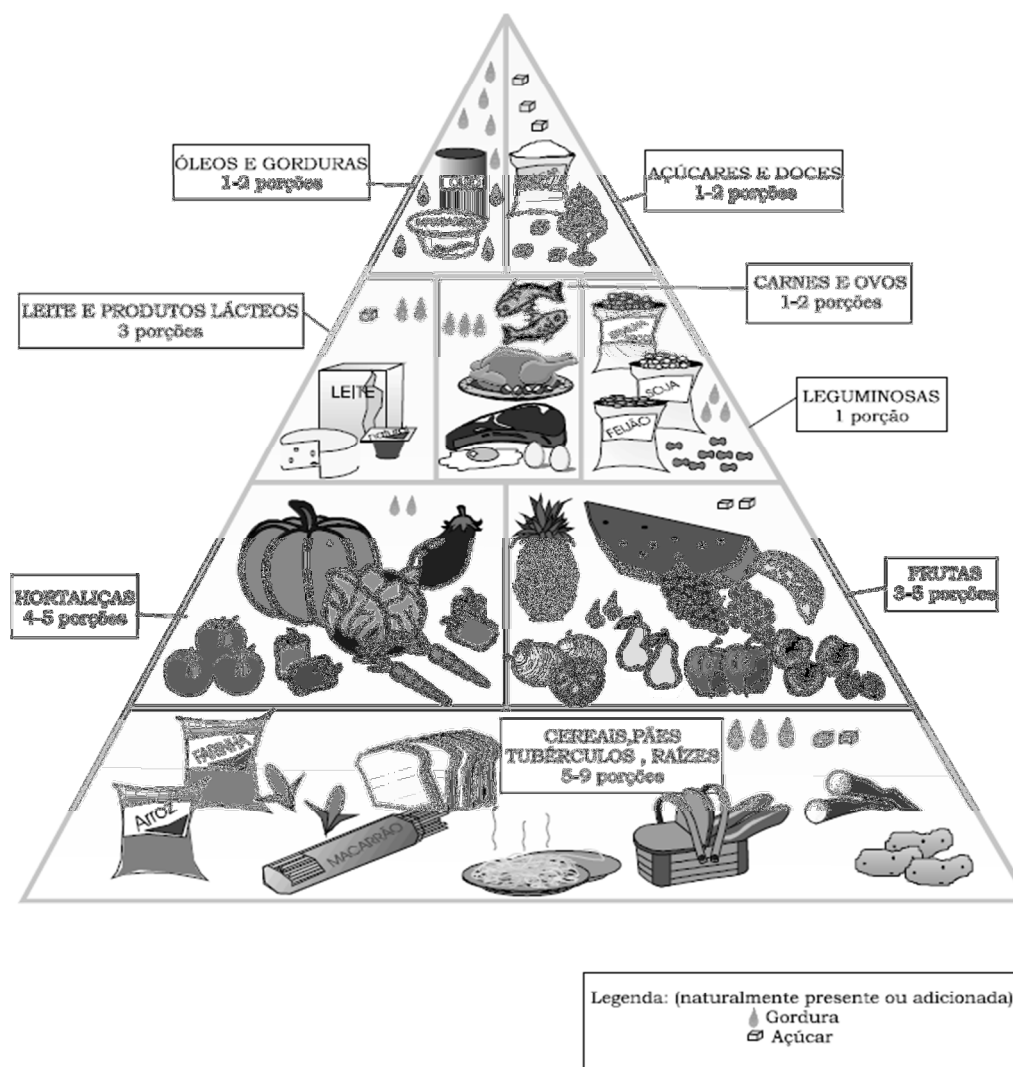 ÓLEOS E GORDURAS
1-2 porções
AÇÚCARES E DOCES
1-2 porções
CARNES E OVOS
1-2 porções
LEITE E PRODUTOS LÁCTEOS
3 porções
LEITE
SOJA
FEIJÃO
LEGUMINOSAS
1 porção
HORTALIÇAS
4-5 porções
FRUTAS
3-5 porções
CEREAIS,PÃES
TUBÉRCULOS , RAÍZES
5-9 porções
FARINHA
ARROZ
MACARRÃO
Legenda: (naturalmente presente ou adicionada)
Gordura
Açúcar